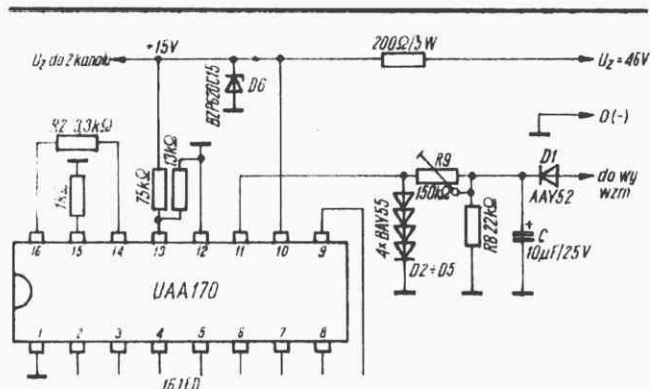 +15V
200Ω/3W
U₂ do 2 kanału
U₂=46V
BZP620C15
D6
R2 3,3kΩ
0(-)
1kΩ
75kΩ
13kΩ
R9
150kΩ
D1
AAY52
do wy
wzm
4×BAY55
D2÷D5
R8 22kΩ
+
C
10μF/25V
16 15 14 13 12 11 10 9
UAA170
1 2 3 4 5 6 7 8
16 LED